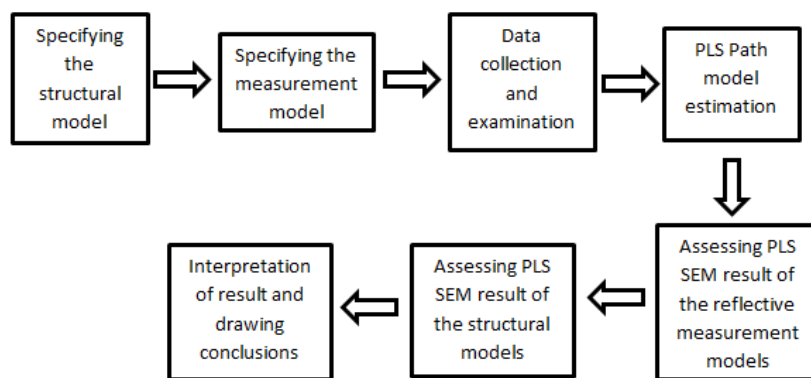 Specifying
the
structural
model
Specifying the
measurement
model
Data
collection
and
examination
PLS Path
model
estimation
Assessing PLS
SEM result of
the reflective
measurement
models
Assessing PLS
SEM result of
the structural
models
Interpretation
of result and
drawing
conclusions